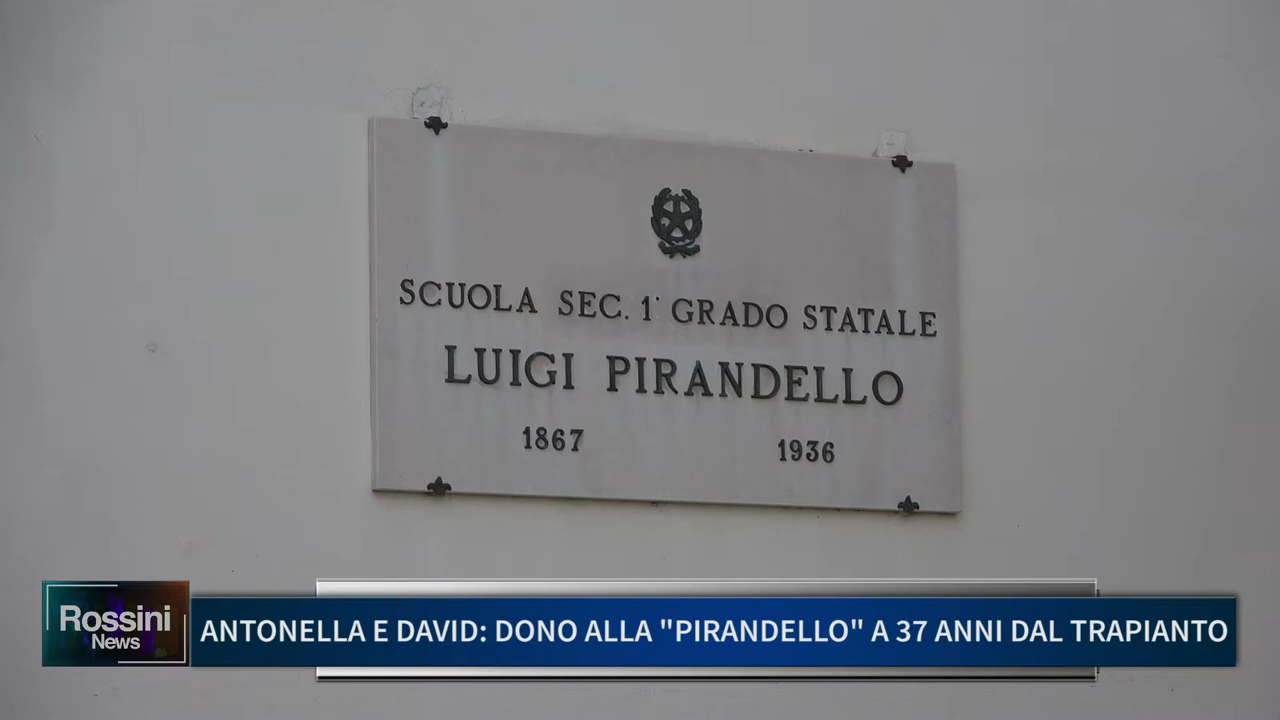 SCUOLA SEC. 1° GRADO STATALE
LUIGI PIRANDELLO
1867 1936
Rossini
News
ANTONELLA E DAVID: DONO ALLA "PIRANDELLO" A 37 ANNI DAL TRAPIANTO